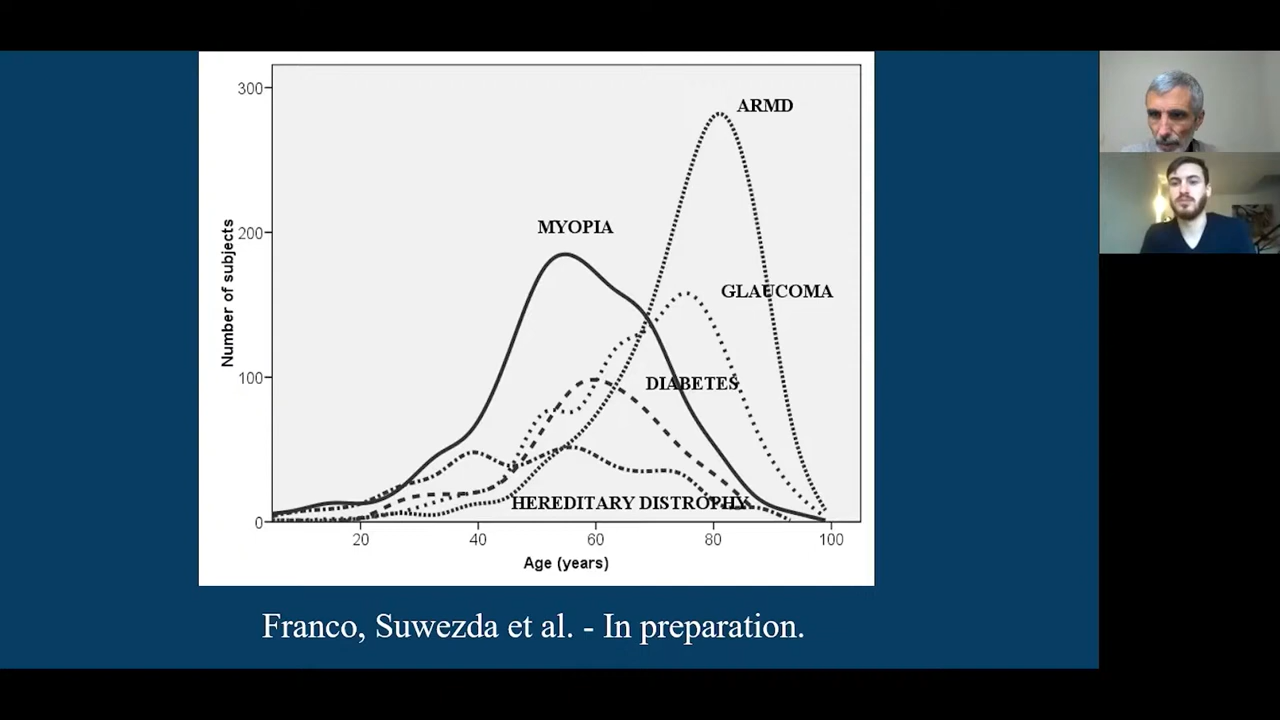 300
ARMD
MYOPIA
200
GLAUCOMA
Number of subjects
100
DIABETES
HEREDITARY DISTROPHY
0
20 40 60 80 100
Age (years)
Franco, Suwezda et al. - In preparation.